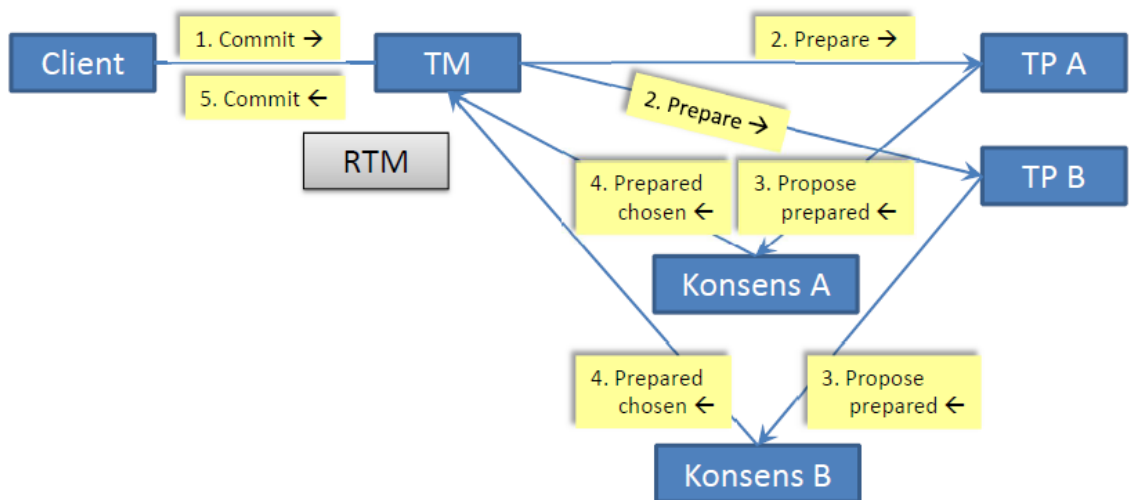 1. Commit →
Client
TM
2. Prepare →
TP A
5. Commit ←
2. Prepare →
RTM
TP B
4. Prepared
chosen ←
3. Propose
prepared ←
Konsens A
4. Prepared
chosen ←
3. Propose
prepared ←
Konsens B